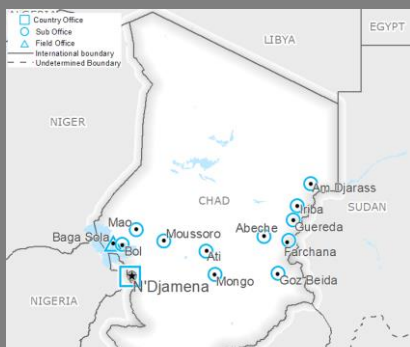 Country Office
Sub Office
Field Office
International boundary
Undetermined Boundary
LIBYA
EGYPT
NIGER
CHAD
SUDAN
NIGERIA
Am Djarass
Iriba
Guereda
Mao
Baga Sola
Bol
Moussoro
Abeche
Farchana
Ati
Mongo
Goz Beida
N'Djamena